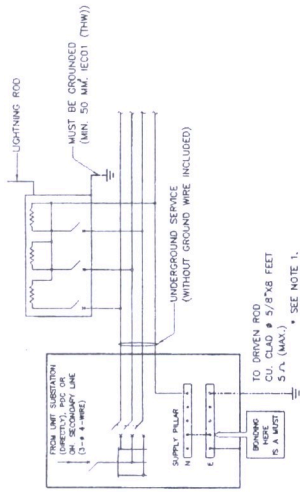 LIGHTNING ROD
MUST BE GROUNDED
(MIN. 50 MM. IEC01 (THW))
UNDERGROUND SERVICE
(WITHOUT GROUND WIRE INCLUDED)
FROM UNIT SUBSTATION
(DIRECTLY), PDC OR
OH. SECONDARY LINE
(3-Ø 4-WIRE)
SUPPLY PILLAR
N
E
BONDING
HERE
IS A MUST
TO DRIVEN ROD
CU. CLAD Ø 5/8"X8 FEET
5 Ω (MAX.)
* SEE NOTE 1.